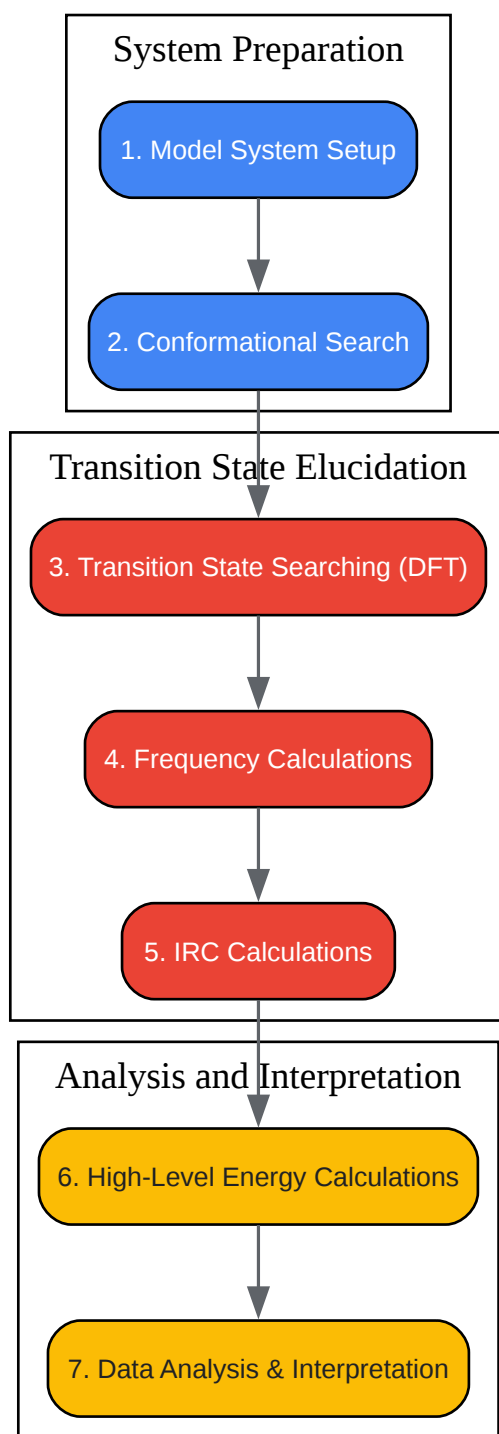 System Preparation
1. Model System Setup
2. Conformational Search
Transition State Elucidation
3. Transition State Searching (DFT)
4. Frequency Calculations
5. IRC Calculations
Analysis and Interpretation
6. High-Level Energy Calculations
7. Data Analysis & Interpretation